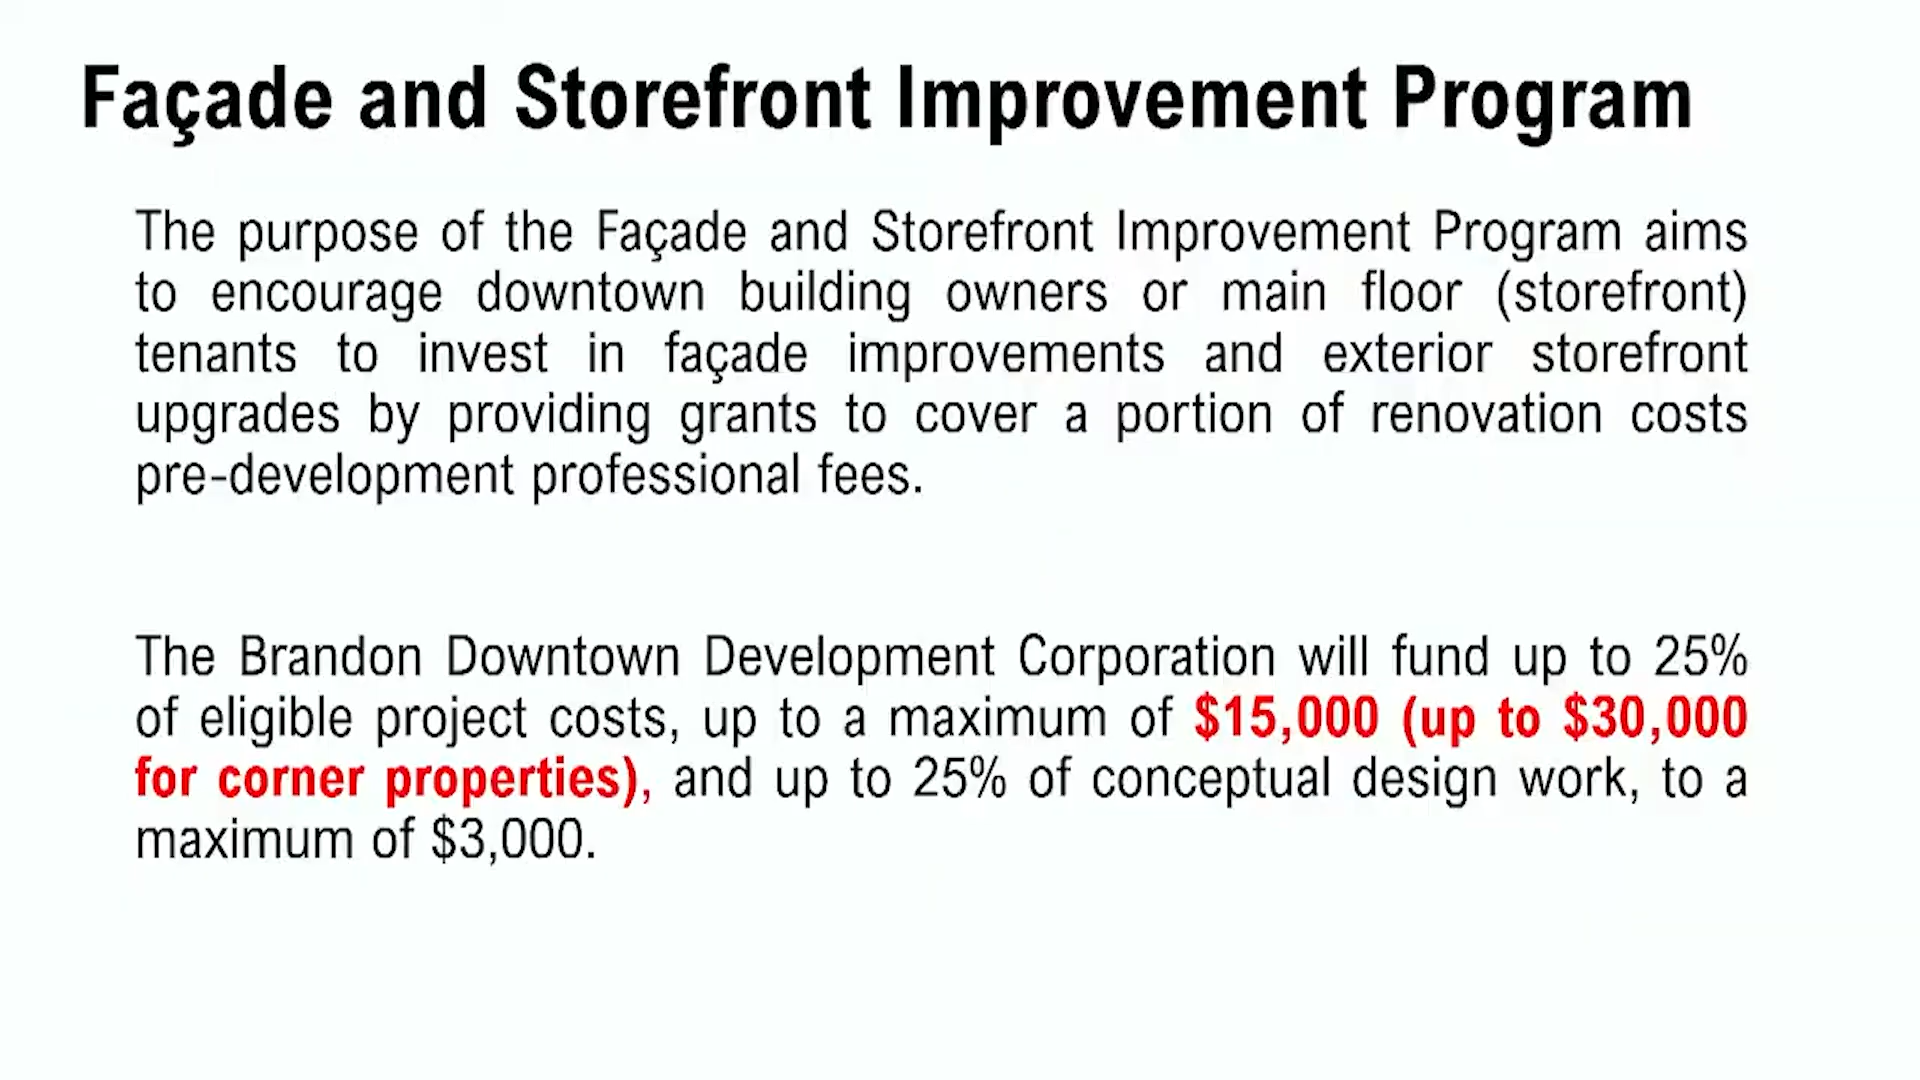 Façade and Storefront Improvement Program
The purpose of the Façade and Storefront Improvement Program aims
to encourage downtown building owners or main floor (storefront)
tenants to invest in façade improvements and exterior storefront
upgrades by providing grants to cover a portion of renovation costs
pre-development professional fees.
The Brandon Downtown Development Corporation will fund up to 25%
of eligible project costs, up to a maximum of $15,000 (up to $30,000
for corner properties), and up to 25% of conceptual design work, to a
maximum of $3,000.